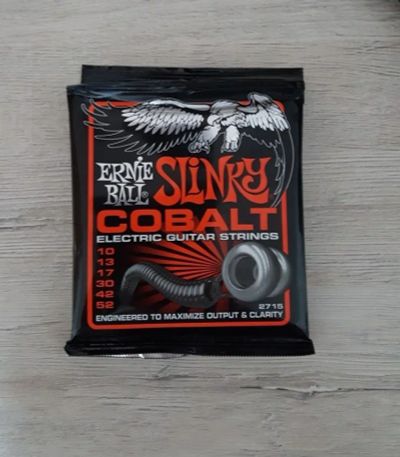 ERNIE BALL® SLINKY
COBALT
ELECTRIC GUITAR STRINGS
10
13
17
30
42
52
2715
ENGINEERED TO MAXIMIZE OUTPUT & CLARITY